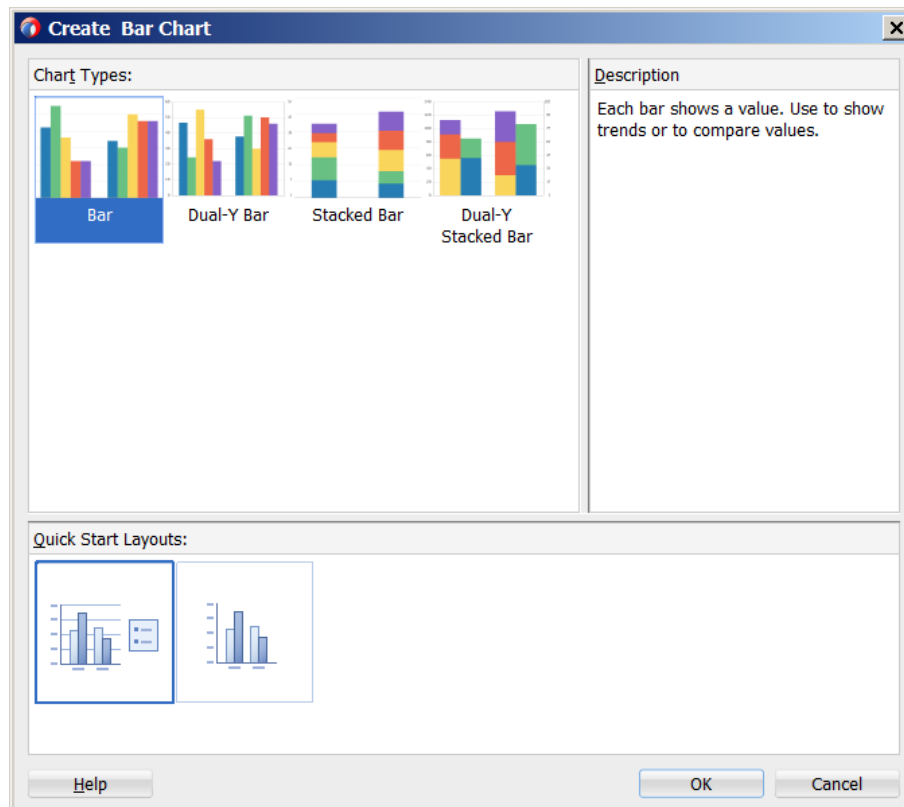 Create Bar Chart
Chart Types:
Description
Each bar shows a value. Use to show
trends or to compare values.
Bar
Dual-Y Bar
Stacked Bar
Dual-Y
Stacked Bar
Quick Start Layouts:
Help
OK
Cancel